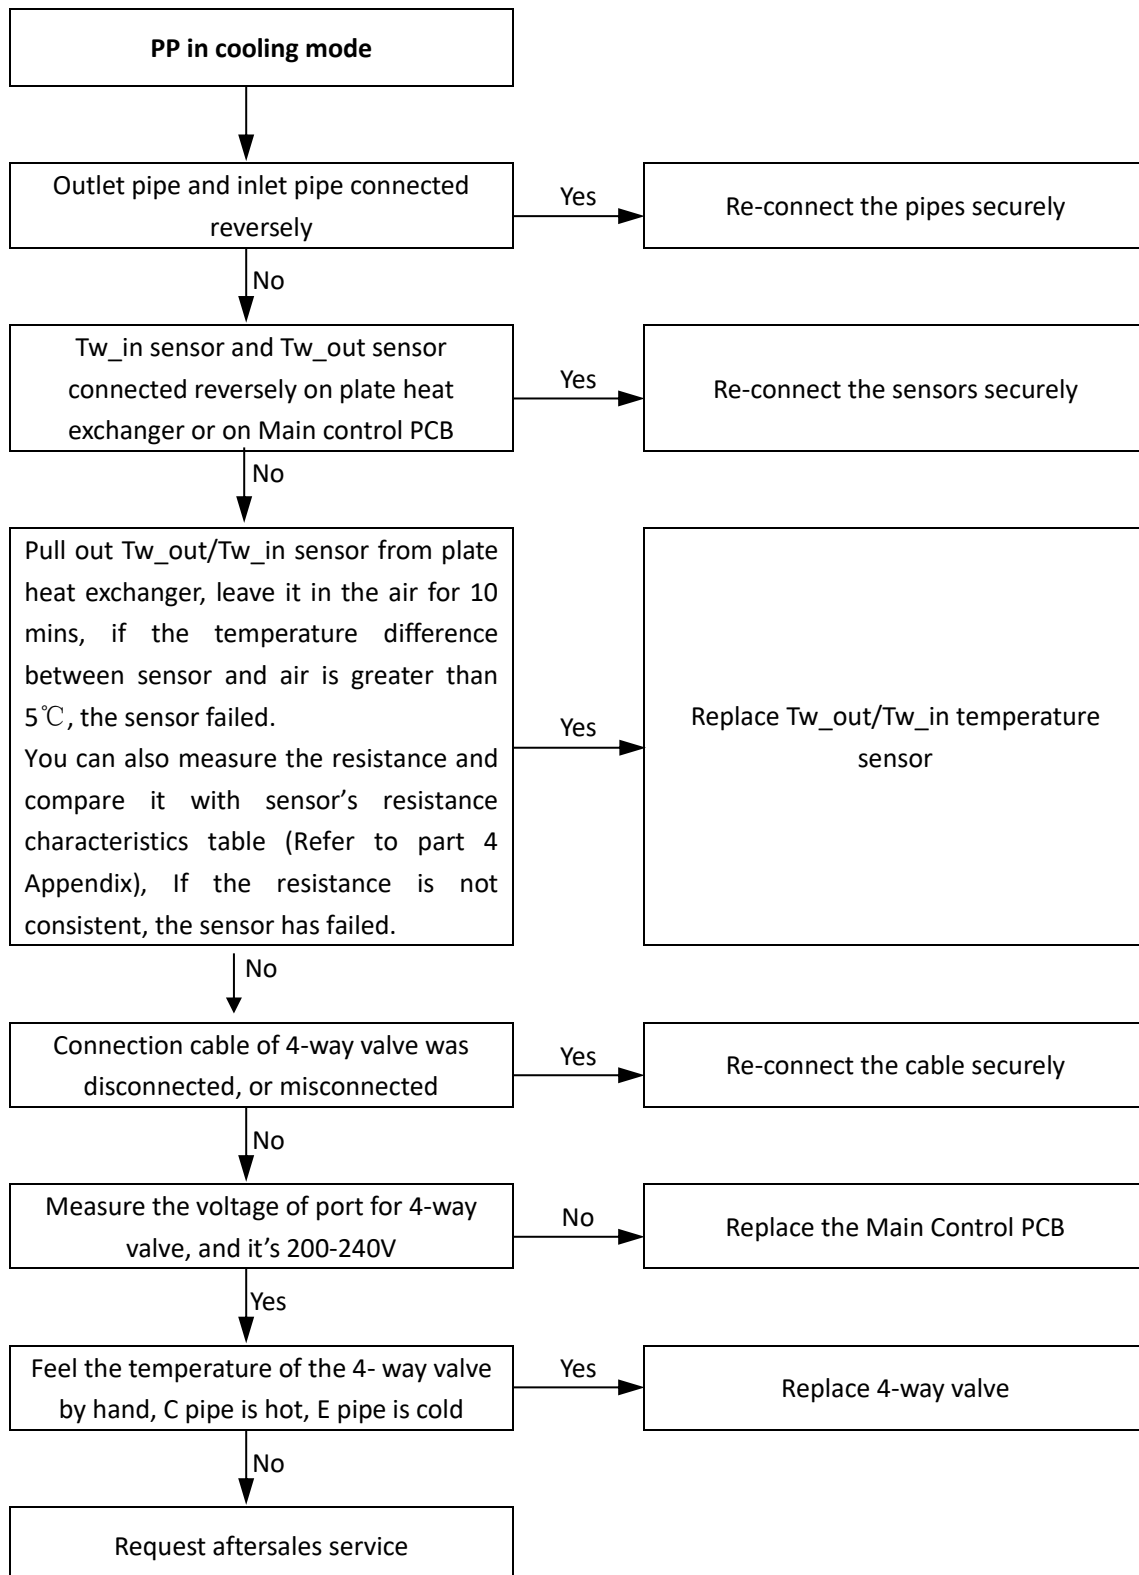 PP in cooling mode
Outlet pipe and inlet pipe connected
reversely
Yes
Re-connect the pipes securely
No
Tw_in sensor and Tw_out sensor
connected reversely on plate heat
exchanger or on Main control PCB
Yes
Re-connect the sensors securely
No
Pull out Tw_out/Tw_in sensor from plate
heat exchanger, leave it in the air for 10
mins, if the temperature difference
between sensor and air is greater than
5℃, the sensor failed.
You can also measure the resistance and
compare it with sensor’s resistance
characteristics table (Refer to part 4
Appendix), If the resistance is not
consistent, the sensor has failed.
Yes
Replace Tw_out/Tw_in temperature
sensor
No
Connection cable of 4-way valve was
disconnected, or misconnected
Yes
Re-connect the cable securely
No
Measure the voltage of port for 4-way
valve, and it’s 200-240V
No
Replace the Main Control PCB
Yes
Feel the temperature of the 4- way valve
by hand, C pipe is hot, E pipe is cold
Yes
Replace 4-way valve
No
Request aftersales service